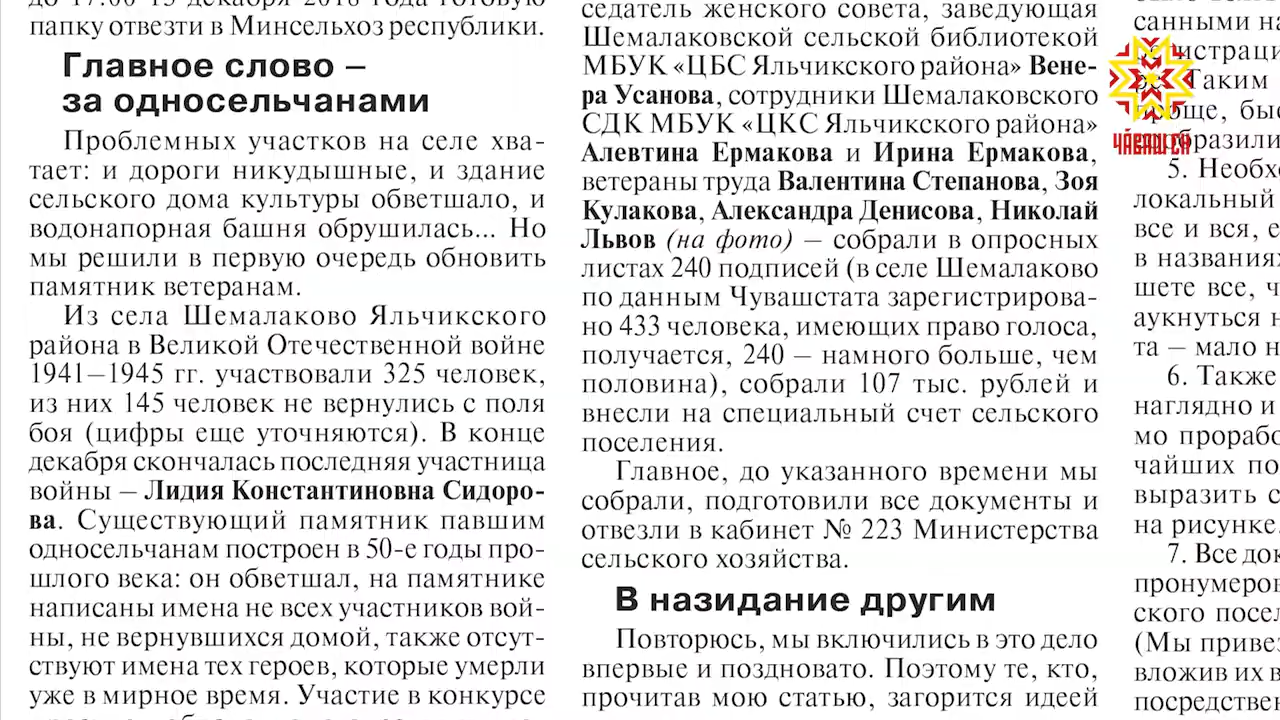 папку отвезти в Минсельхоз республики.
Главное слово –
за односельчанами
Проблемных участков на селе хва-
тает: и дороги никудышные, и здание
сельского дома культуры обветшало, и
водонапорная башня обрушилась... Но
мы решили в первую очередь обновить
памятник ветеранам.
Из села Шемалаково Яльчикского
района в Великой Отечественной войне
1941–1945 гг. участвовали 325 человек,
из них 145 человек не вернулись с поля
боя (цифры еще уточняются). В конце
декабря скончалась последняя участница
войны – Лидия Константиновна Сидоро-
ва. Существующий памятник павшим
односельчанам построен в 50-е годы про-
шлого века: он обветшал, на памятнике
написаны имена не всех участников вой-
ны, не вернувшихся домой, также отсут-
ствуют имена тех героев, которые умерли
уже в мирное время. Участие в конкурсе
седатель женского совета, заведующая
Шемалаковской сельской библиотекой
МБУК «ЦБС Яльчикского района» Вене-
ра Усанова, сотрудники Шемалаковского
СДК МБУК «ЦКС Яльчикского района»
Алевтина Ермакова и Ирина Ермакова,
ветераны труда Валентина Степанова, Зоя
Кулакова, Александра Денисова, Николай
Львов (на фото) – собрали в опросных
листах 240 подписей (в селе Шемалаково
по данным Чувашстата зарегистрирова-
но 433 человека, имеющих право голоса,
получается, 240 – намного больше, чем
половина), собрали 107 тыс. рублей и
внесли на специальный счет сельского
поселения.
Главное, до указанного времени мы
собрали, подготовили все документы и
отвезли в кабинет № 223 Министерства
сельского хозяйства.
В назидание другим
Повторюсь, мы включились в это дело
впервые и поздновато. Поэтому те, кто,
прочитав мою статью, загорится идеей
санными на
Таким
5. Необхо
локальный
все и вся, е
в названиях
шете все, ч
аукнуться н
та – мало н
6. Также
наглядно и
мо прорабо
чайших по
выразить с
на рисунке.
7. Все док
пронумеров
ского посел
(Мы привез
вложив их в
посредствен
ЧӐВАШ ЕН